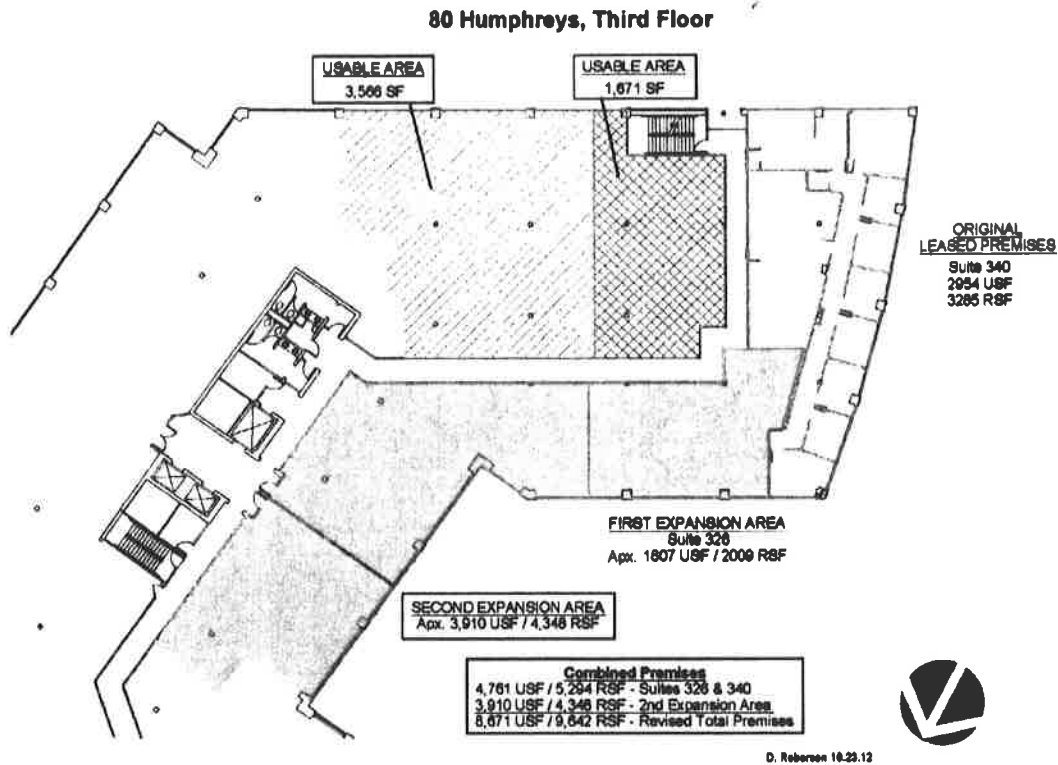 80 Humphreys, Third Floor
USABLE AREA
3,566 SF
USABLE AREA
1,671 SF
ORIGINAL
LEASED PREMISES
Suite 340
2954 USF
3285 RSF
FIRST EXPANSION AREA
Suite 326
Apx. 1807 USF / 2009 RSF
SECOND EXPANSION AREA
Apx. 3,910 USF / 4,348 RSF
Combined Premises
4,761 USF / 5,294 RSF - Suites 326 & 340
3,910 USF / 4,348 RSF - 2nd Expansion Area
8,671 USF / 9,642 RSF - Revised Total Premises
D. Roberson 10.23.12